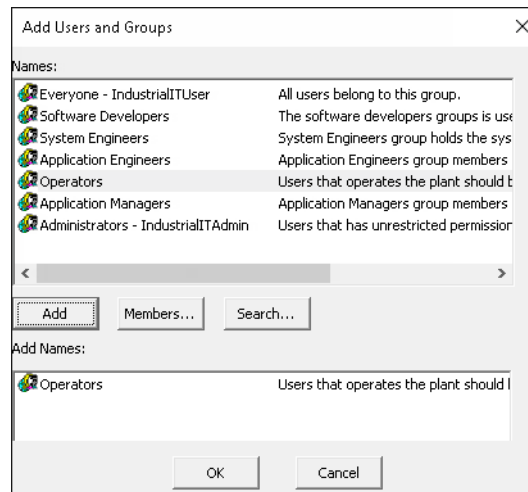 Add Users and Groups
Names:
Everyone - IndustrialITUser All users belong to this group.
Software Developers The software developers groups is use
System Engineers System Engineers group holds the sys
Application Engineers Application Engineers group members
Operators Users that operates the plant should b
Application Managers Application Managers group members
Administrators - IndustrialITAdmin Users that has unrestricted permission
Add Members... Search...
Add Names:
Operators Users that operates the plant should
OK Cancel